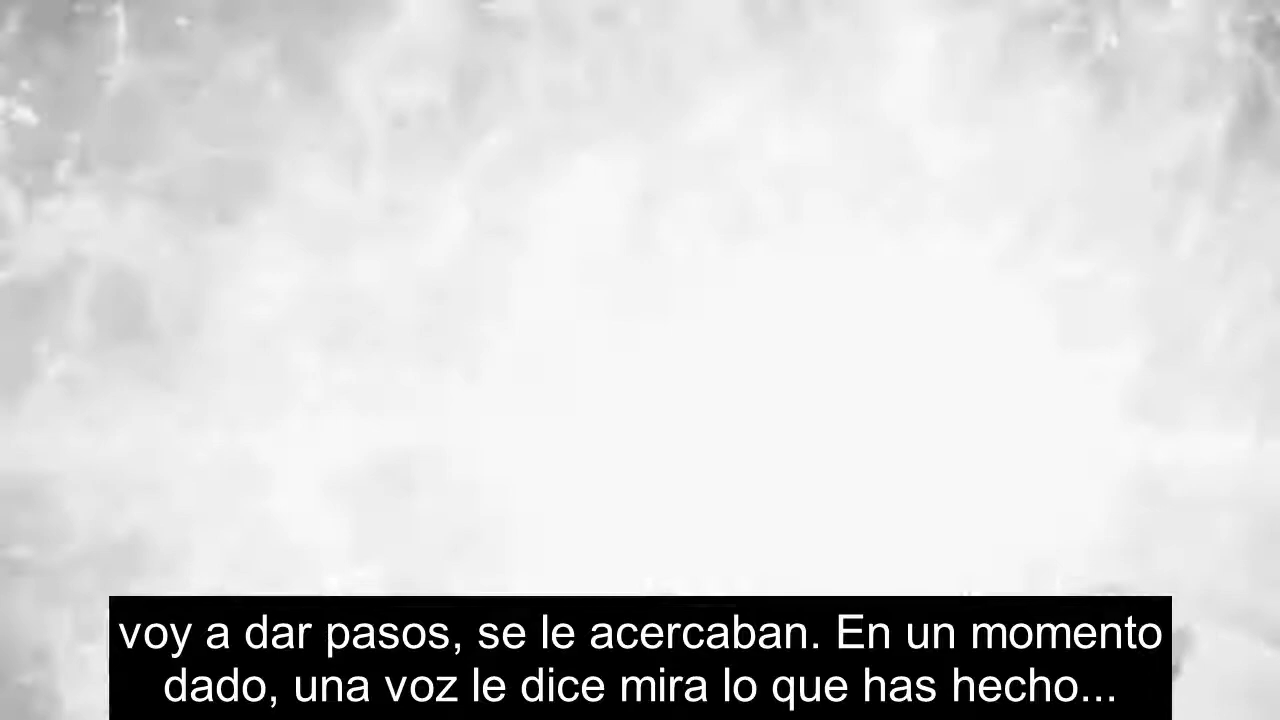 voy a dar pasos, se le acercaban. En un momento
dado, una voz le dice mira lo que has hecho...